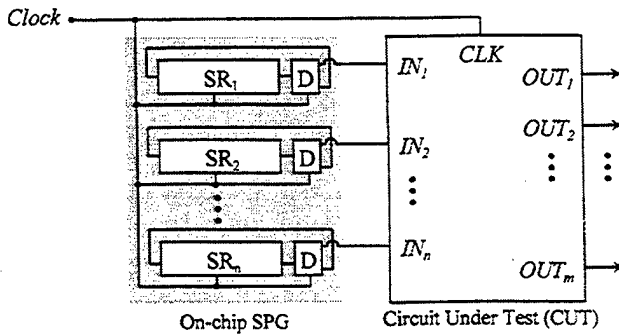 Clock
CLK
SR₁
D
IN₁
OUT₁
SR₂
D
IN₂
OUT₂
SRₙ
D
INₙ
OUTₘ
On-chip SPG
Circuit Under Test (CUT)